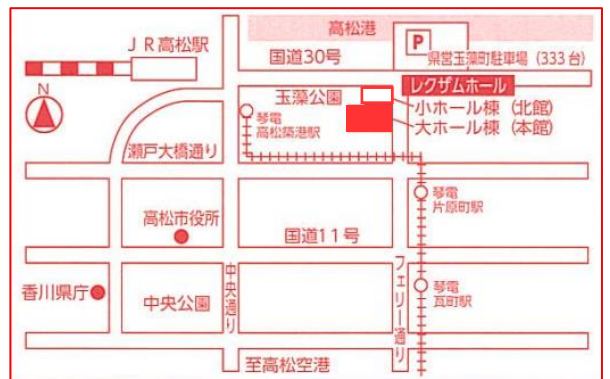 高松港
JR高松駅
国道30号
P
県営玉藻町駐車場(333台)
レクザムホール
玉藻公園
小ホール棟(北館)
大ホール棟(本館)
N
琴電
高松築港駅
瀬戸大橋通り
琴電
片原町駅
高松市役所
国道11号
香川県庁
中央公園
中央通り
フェリー通り
琴電
瓦町駅
至高松空港